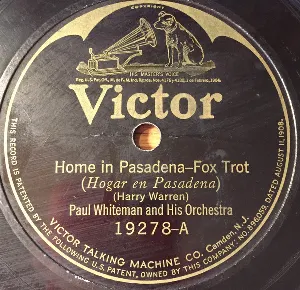 HIS MASTER'S VOICE
Victor
Home in Pasadena–Fox Trot
(Hogar en Pasadena)
(Harry Warren)
Paul Whiteman and His Orchestra
19278-A
VICTOR TALKING MACHINE CO. Camden, N.J.
THIS RECORD IS PATENTED BY THE FOLLOWING U.S. PATENT, OWNED BY THIS COMPANY: NO. 896059, DATED AUGUST 11, 1908.